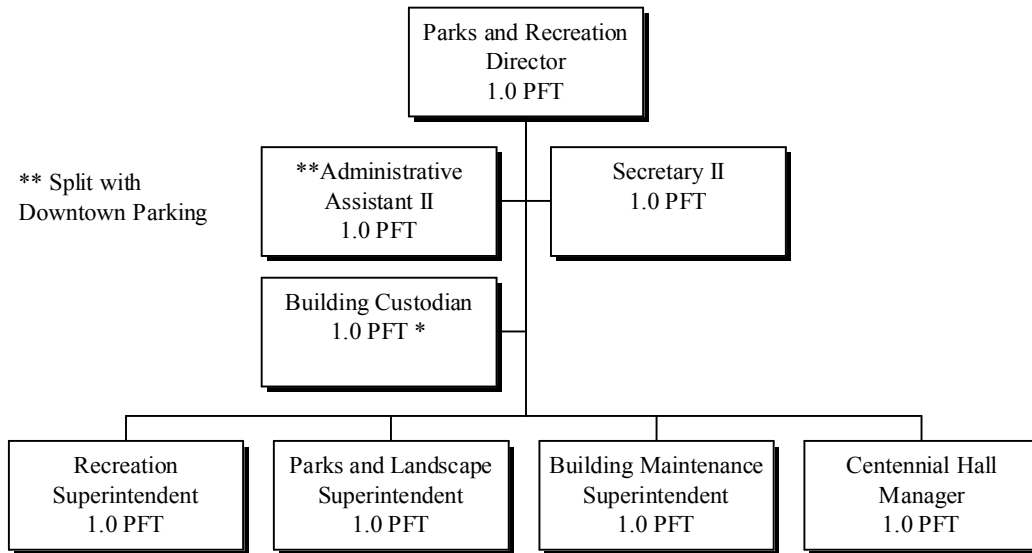 Parks and Recreation
Director
1.0 PFT
** Split with
Downtown Parking
**Administrative
Assistant II
1.0 PFT
Secretary II
1.0 PFT
Building Custodian
1.0 PFT *
Recreation
Superintendent
1.0 PFT
Parks and Landscape
Superintendent
1.0 PFT
Building Maintenance
Superintendent
1.0 PFT
Centennial Hall
Manager
1.0 PFT